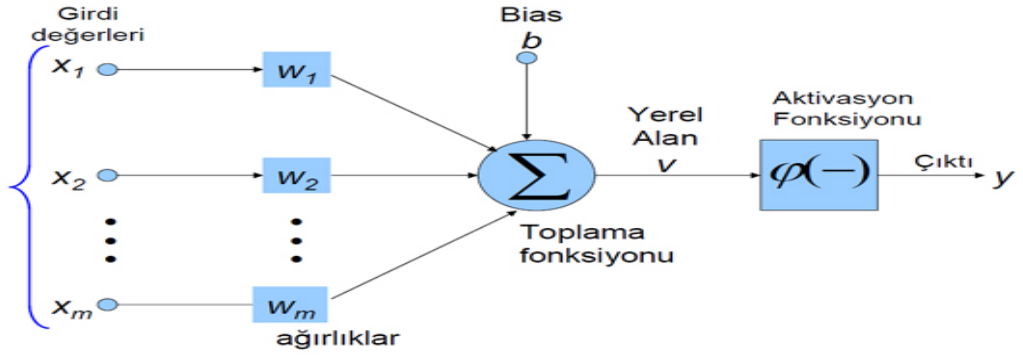 Girdi
değerleri
Bias
b
x1
w1
Aktivasyon
Fonksiyonu
Yerel
Alan
v
x2
w2
Σ
φ(−)
Çıktı
y
Toplama
fonksiyonu
xm
wm
ağırlıklar